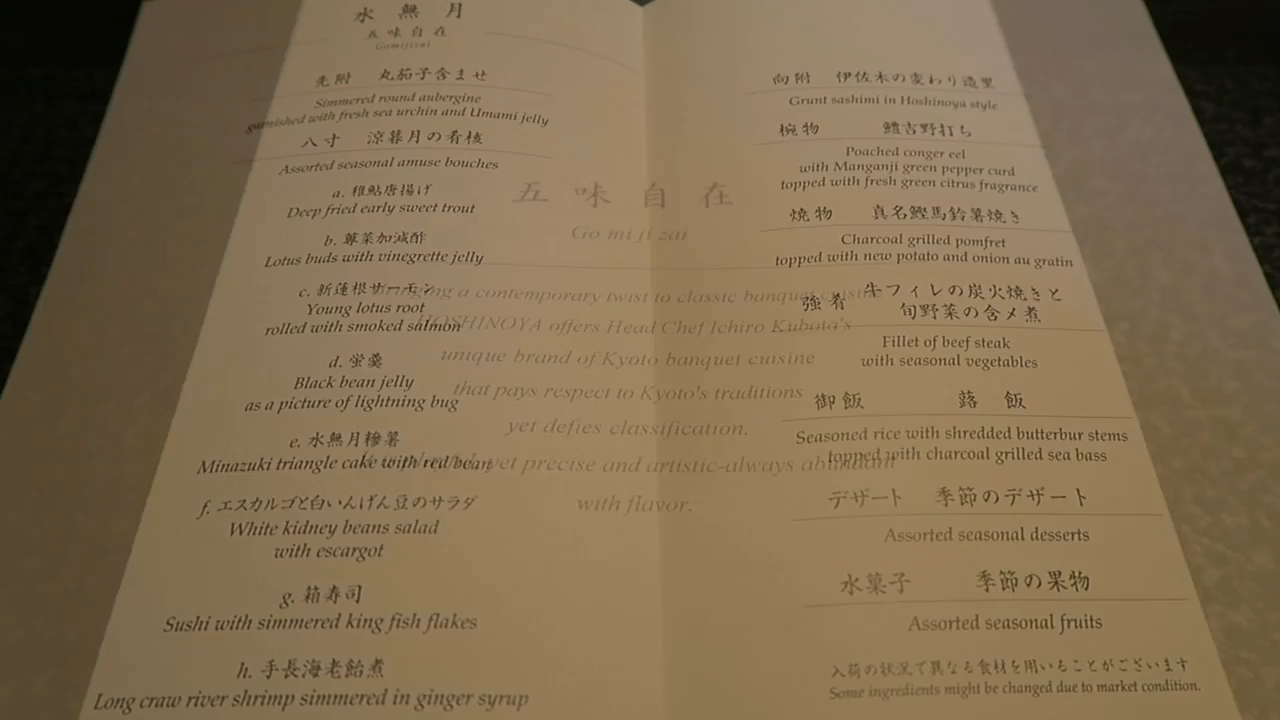 水無月
五味自在
Gomijizai
先附 丸茄子含ませ
Simmered round aubergine
garnished with fresh sea urchin and Umami jelly
八寸 涼暮月の肴核
Assorted seasonal amuse bouches
a. 稚鮎唐揚げ
Deep fried early sweet trout
b. 蓴菜加減酢
Lotus buds with vinegrette jelly
c. 新蓮根サーモン
Young lotus root
rolled with smoked salmon
d. 蛍羹
Black bean jelly
as a picture of lightning bug
e. 水無月糝薯
Minazuki triangle cake with red bean
f. エスカルゴと白いんげん豆のサラダ
White kidney beans salad
with escargot
g. 箱寿司
Sushi with simmered king fish flakes
h. 手長海老飴煮
Long craw river shrimp simmered in ginger syrup
五味自在
Go mi ji zai
a contemporary twist to classic banquet cuisine
HOSHINOYA offers Head Chef Ichiro Kubota's
unique brand of Kyoto banquet cuisine
that pays respect to Kyoto's traditions
yet defies classification.
yet precise and artistic-always abundant
with flavor.
向附 伊佐木の変わり造里
Grunt sashimi in Hoshinoya style
椀物 鱧吉野打ち
Poached conger eel
with Manganji green pepper curd
topped with fresh green citrus fragrance
焼物 真名鰹馬鈴薯焼き
Charcoal grilled pomfret
topped with new potato and onion au gratin
強肴 牛フィレの炭火焼きと
旬野菜の含メ煮
Fillet of beef steak
with seasonal vegetables
御飯 蕗飯
Seasoned rice with shredded butterbur stems
topped with charcoal grilled sea bass
デザート 季節のデザート
Assorted seasonal desserts
水菓子 季節の果物
Assorted seasonal fruits
入荷の状況で異なる食材を用いることがございます
Some ingredients might be changed due to market condition.